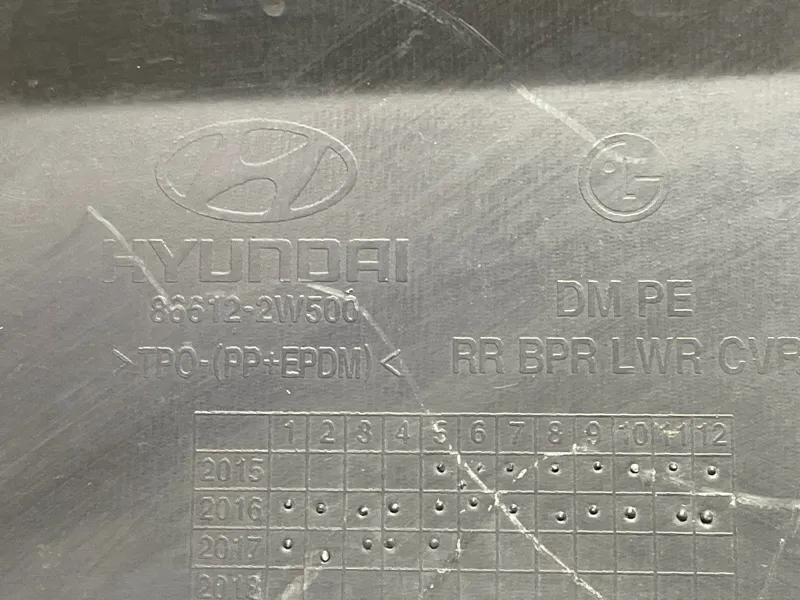 HYUNDAI
86612-2W500
>TPO-(PP+EPDM)<
DM PE
RR BPR LWR CVR
1 2 3 4 5 6 7 8 9 10 11 12
2015
2016
2017
2018